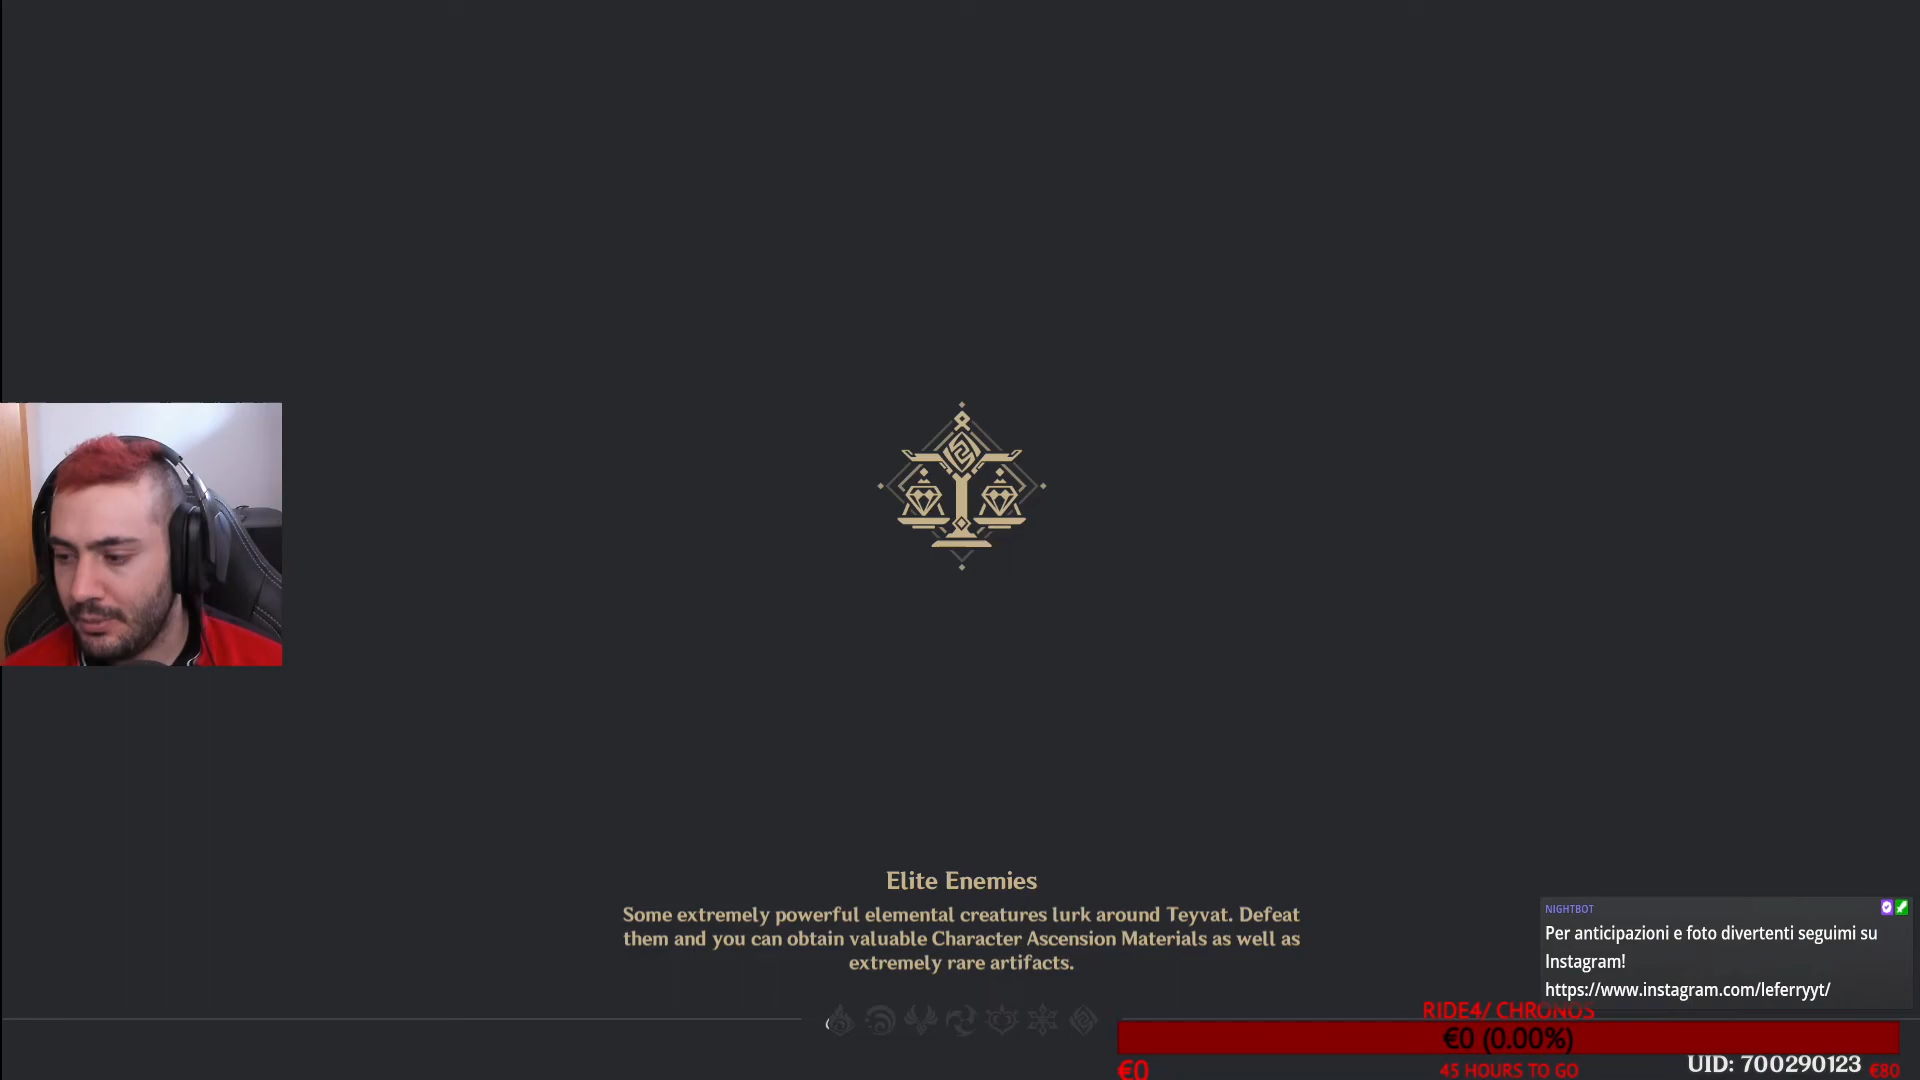 Elite Enemies
Some extremely powerful elemental creatures lurk around Teyvat. Defeat
them and you can obtain valuable Character Ascension Materials as well as
extremely rare artifacts.
NIGHTBOT
Per anticipazioni e foto divertenti seguimi su
Instagram!
https://www.instagram.com/leferryyt/
RIDE4/ CHRONOS
€0 (0.00%)
€0
45 HOURS TO GO
€80
UID: 700290123